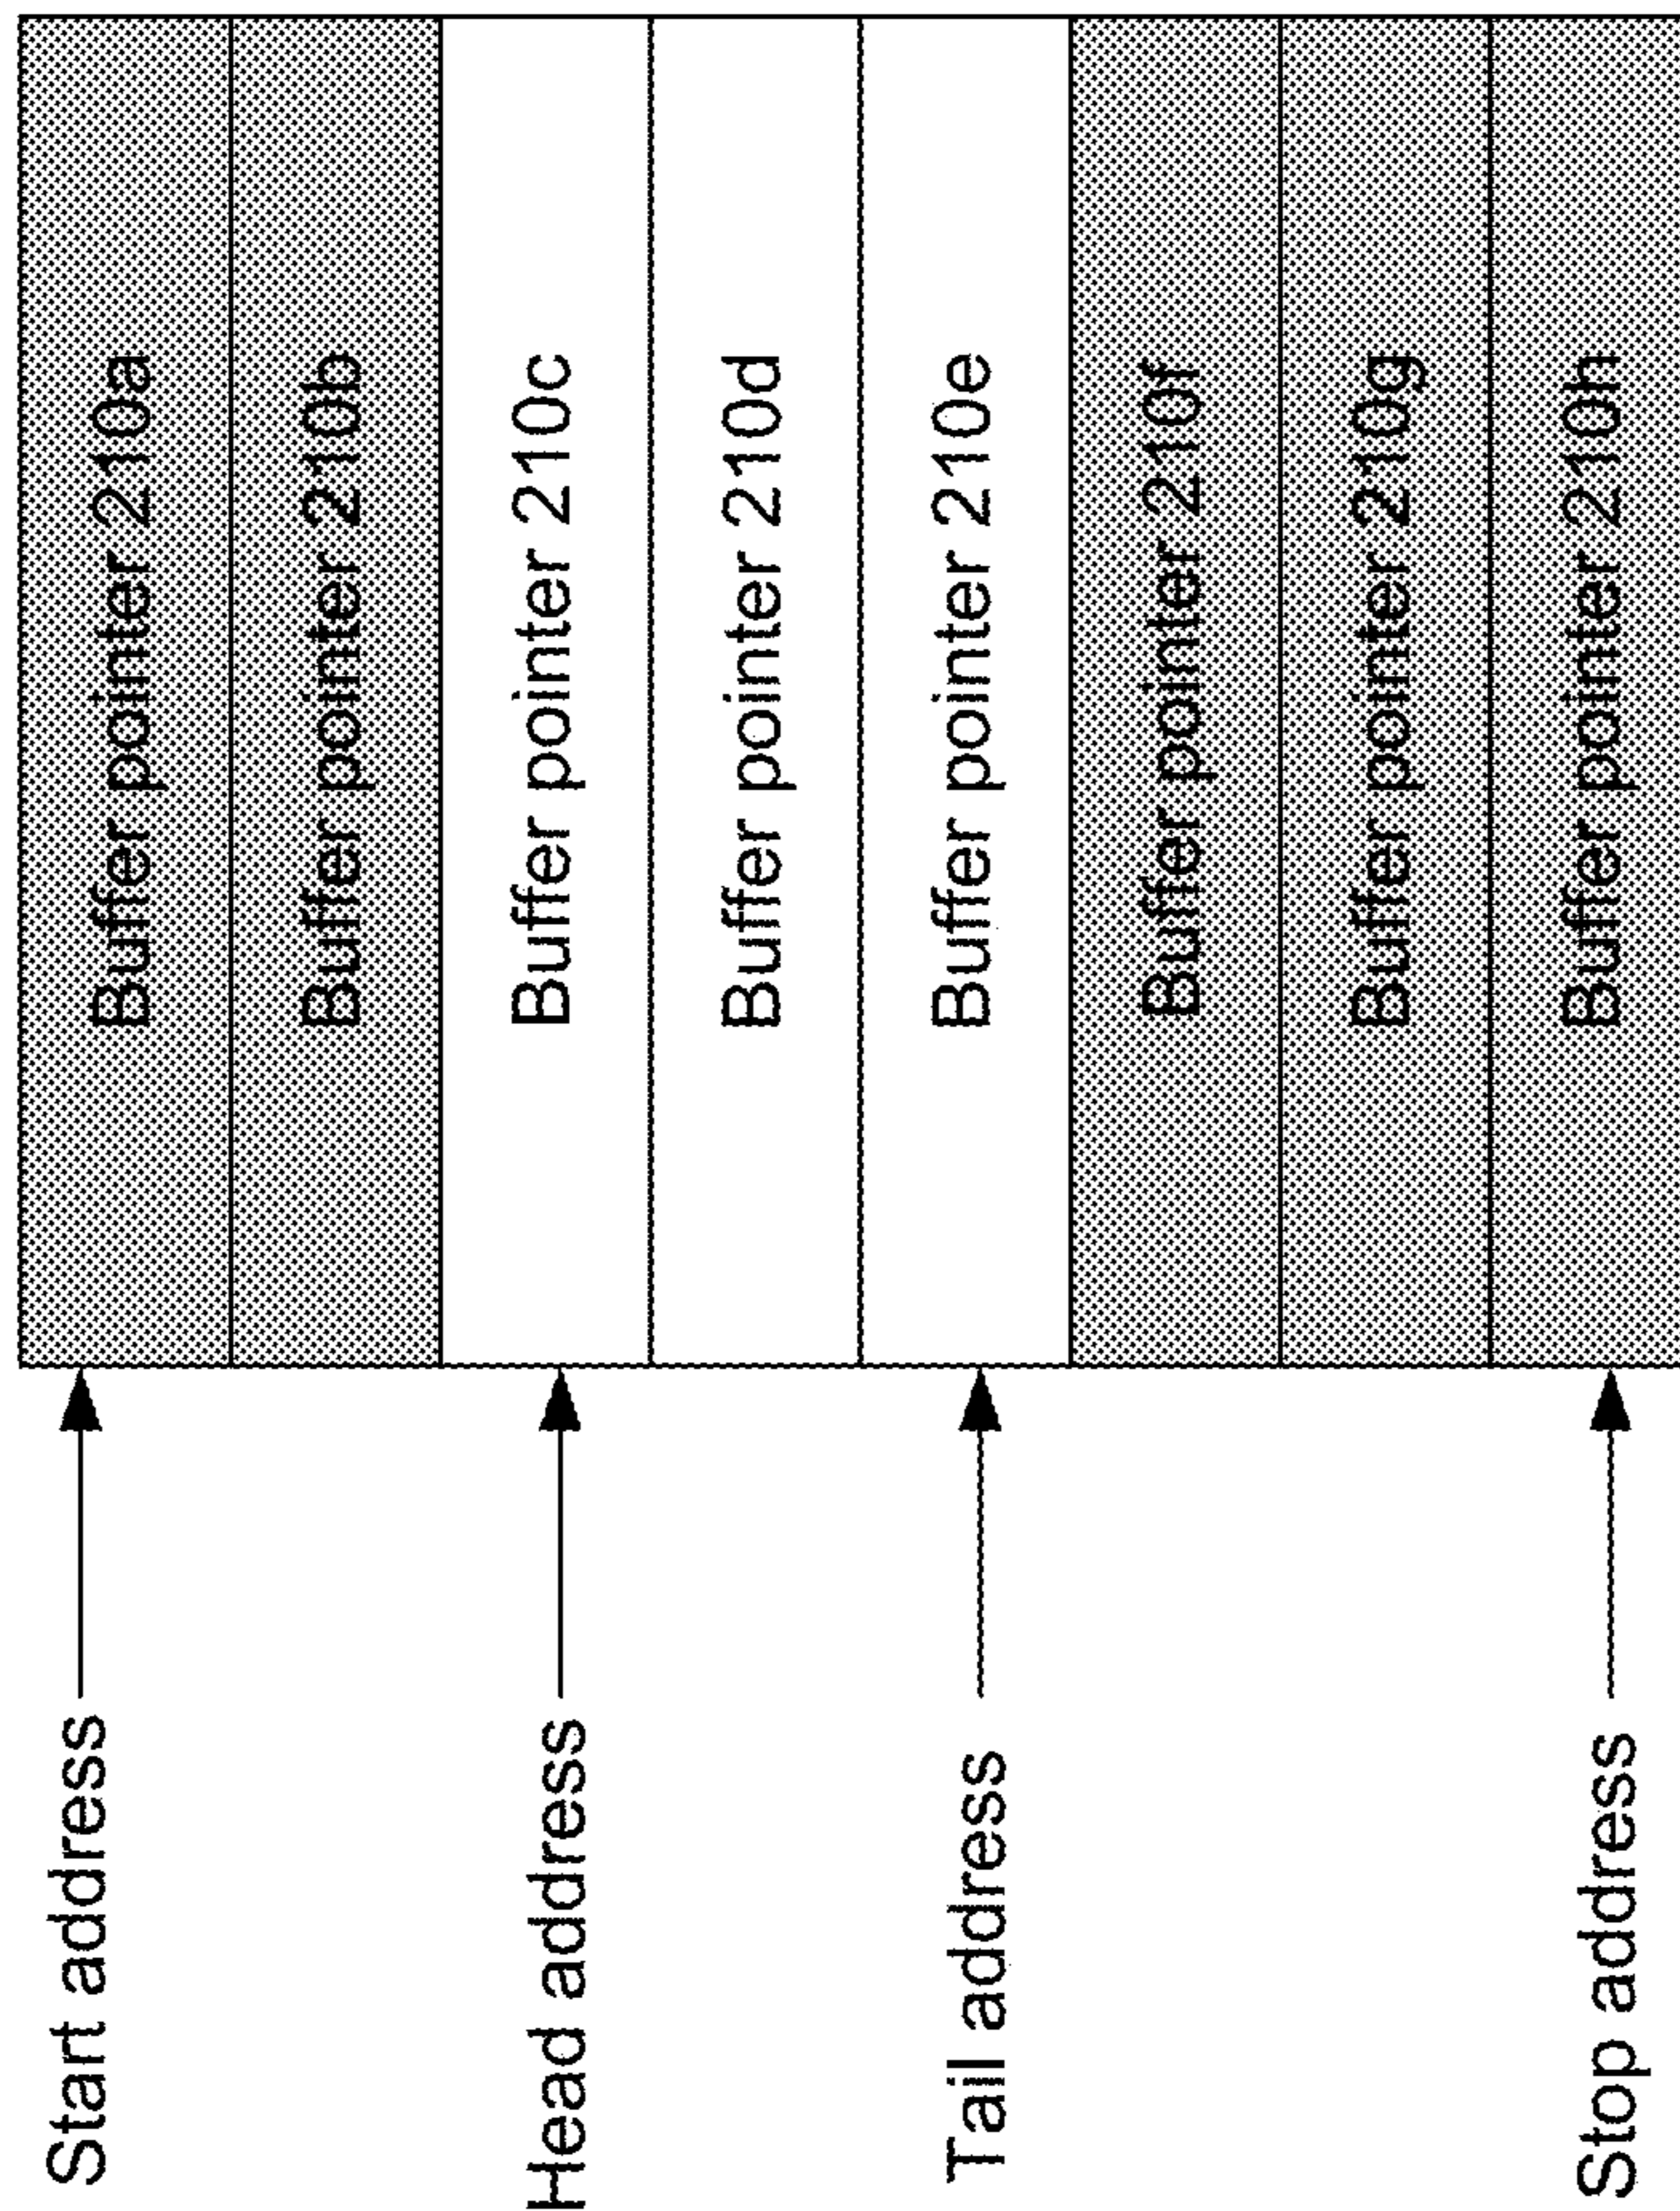 Start address
Buffer pointer 210a
Buffer pointer 210b
Head address
Buffer pointer 210c
Buffer pointer 210d
Tail address
Buffer pointer 210e
Buffer pointer 210f
Buffer pointer 210g
Stop address
Buffer pointer 210h